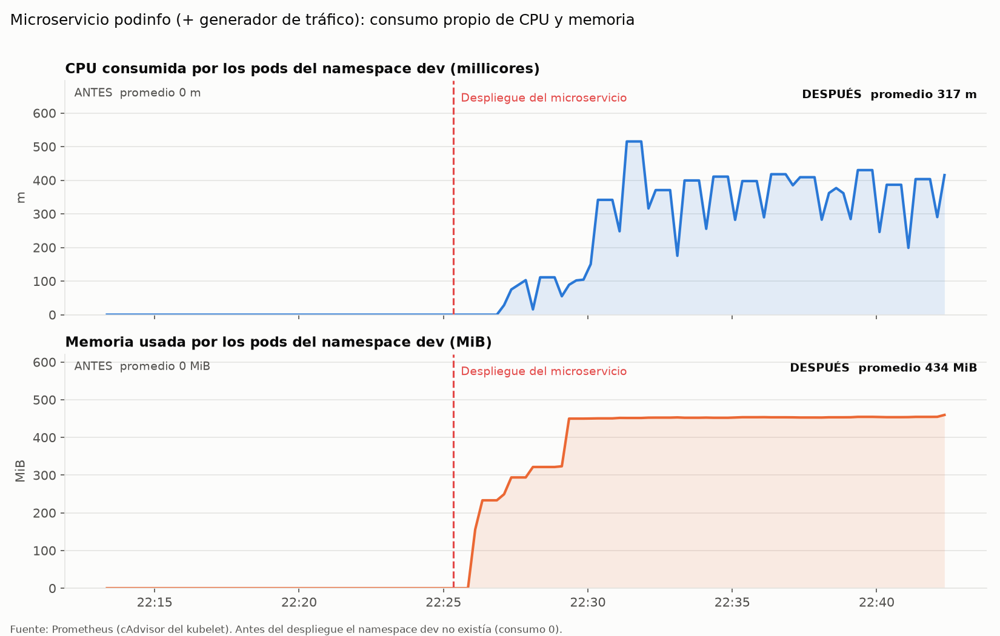 Microservicio podinfo (+ generador de tráfico): consumo propio de CPU y memoria
CPU consumida por los pods del namespace dev (millicores)
ANTES  promedio 0 m
Despliegue del microservicio
DESPUÉS  promedio 317 m
600
500
400
300
200
100
0
m
Memoria usada por los pods del namespace dev (MiB)
ANTES  promedio 0 MiB
Despliegue del microservicio
DESPUÉS  promedio 434 MiB
600
500
400
300
200
100
0
MiB
22:15
22:20
22:25
22:30
22:35
22:40
Fuente: Prometheus (cAdvisor del kubelet). Antes del despliegue el namespace dev no existía (consumo 0).